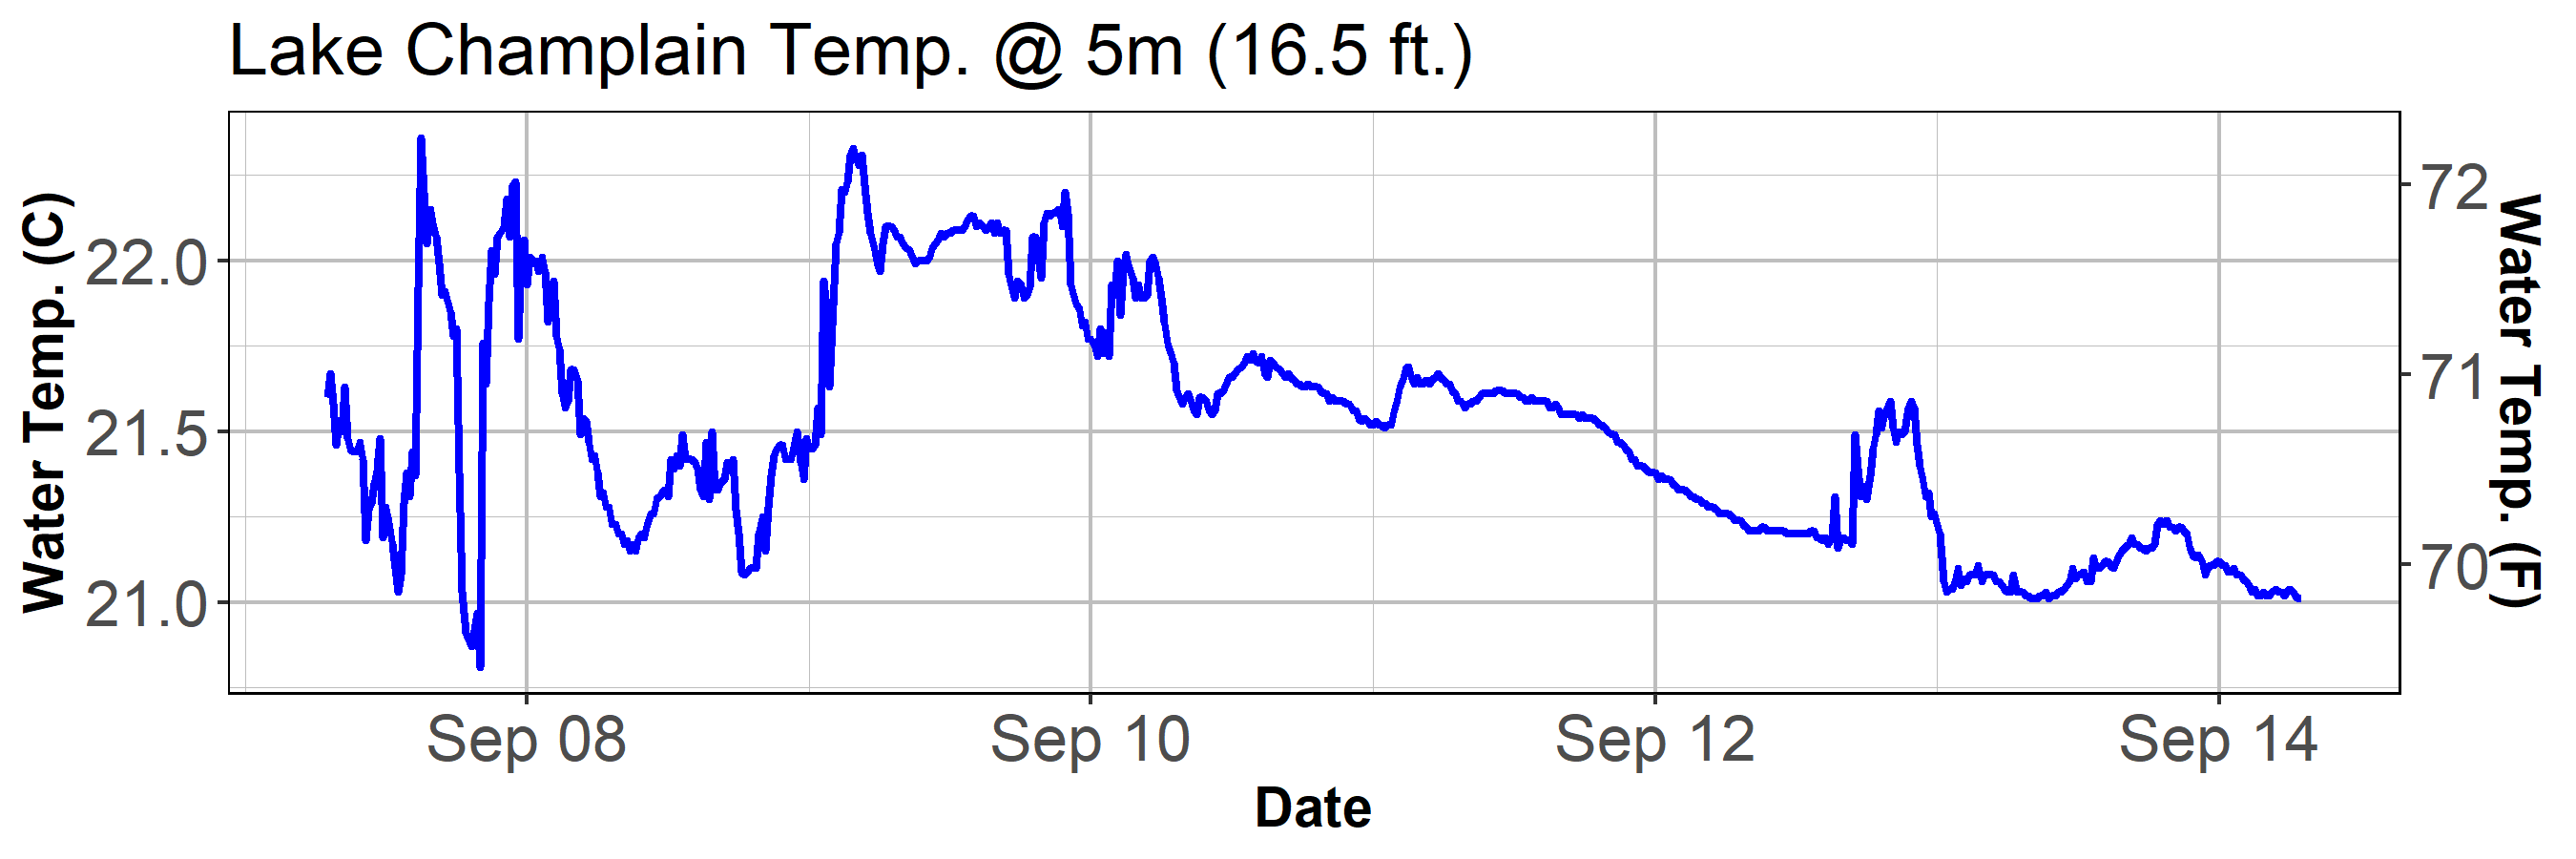 Lake Champlain Temp. @ 5m (16.5 ft.)
Water Temp. (C)
22.0
21.5
21.0
72
71
70
Water Temp. (F)
Sep 08 Sep 10 Sep 12 Sep 14
Date